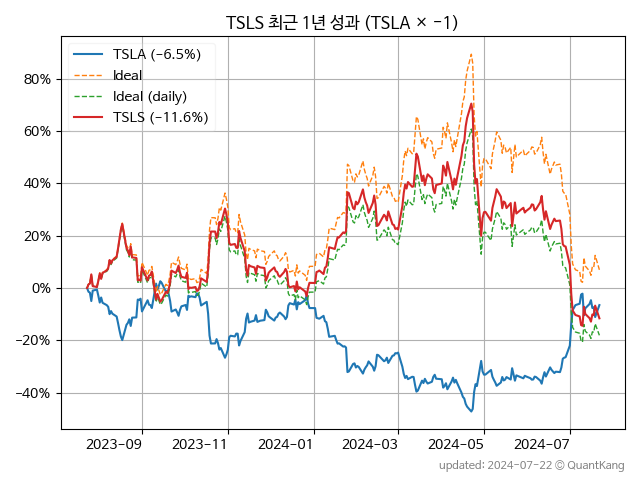 TSLS 최근 1년 성과 (TSLA × −1)
TSLA (−6.5%)
Ideal
Ideal (daily)
TSLS (−11.6%)
80%
60%
40%
20%
0%
−20%
−40%
2023−09
2023−11
2024−01
2024−03
2024−05
2024−07
updated: 2024-07-22 © QuantKang